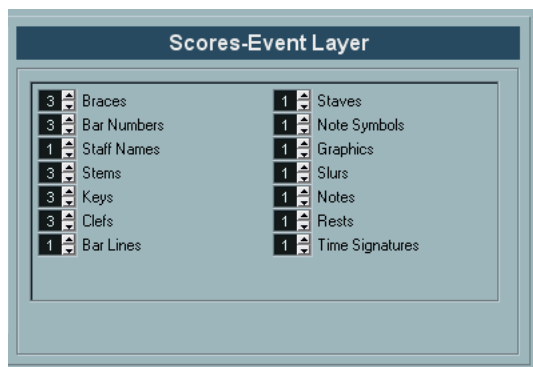 Scores-Event Layer
3 Braces
3 Bar Numbers
1 Staff Names
3 Stems
3 Keys
3 Clefs
1 Bar Lines
1 Staves
1 Note Symbols
1 Graphics
1 Slurs
1 Notes
1 Rests
1 Time Signatures